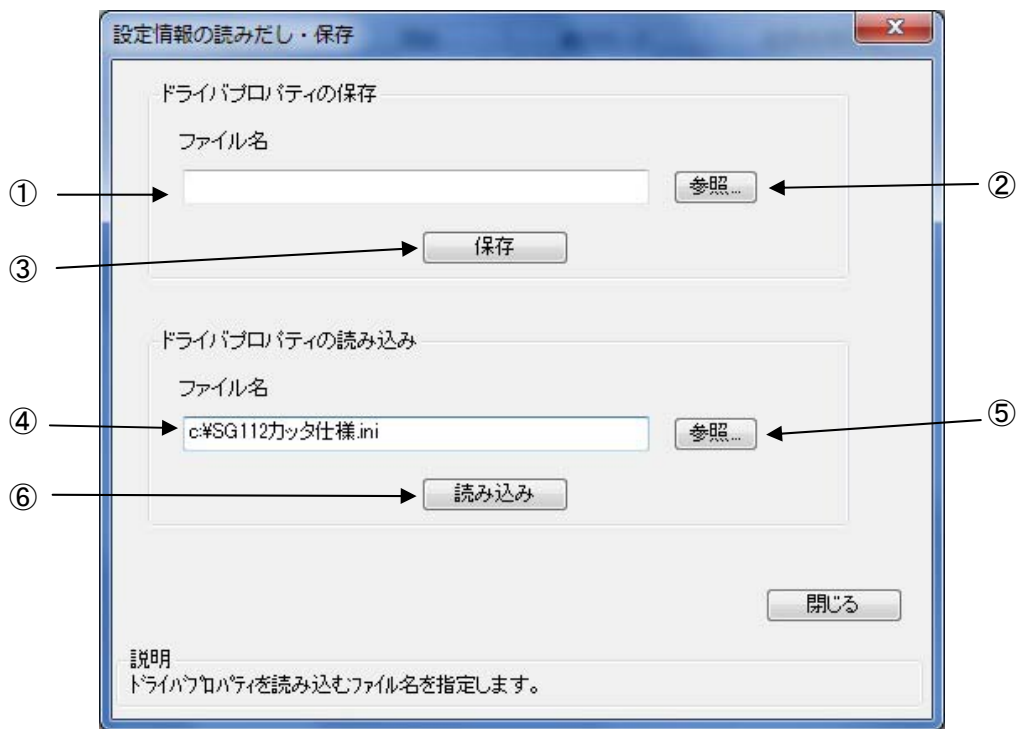 設定情報の読みだし・保存
ドライバプロパティの保存
ファイル名
①
参照...
②
保存
③
ドライバプロパティの読み込み
ファイル名
④
c:¥SG112カッタ仕様.ini
参照...
⑤
読み込み
⑥
閉じる
説明
ドライバプロパティを読み込むファイル名を指定します。